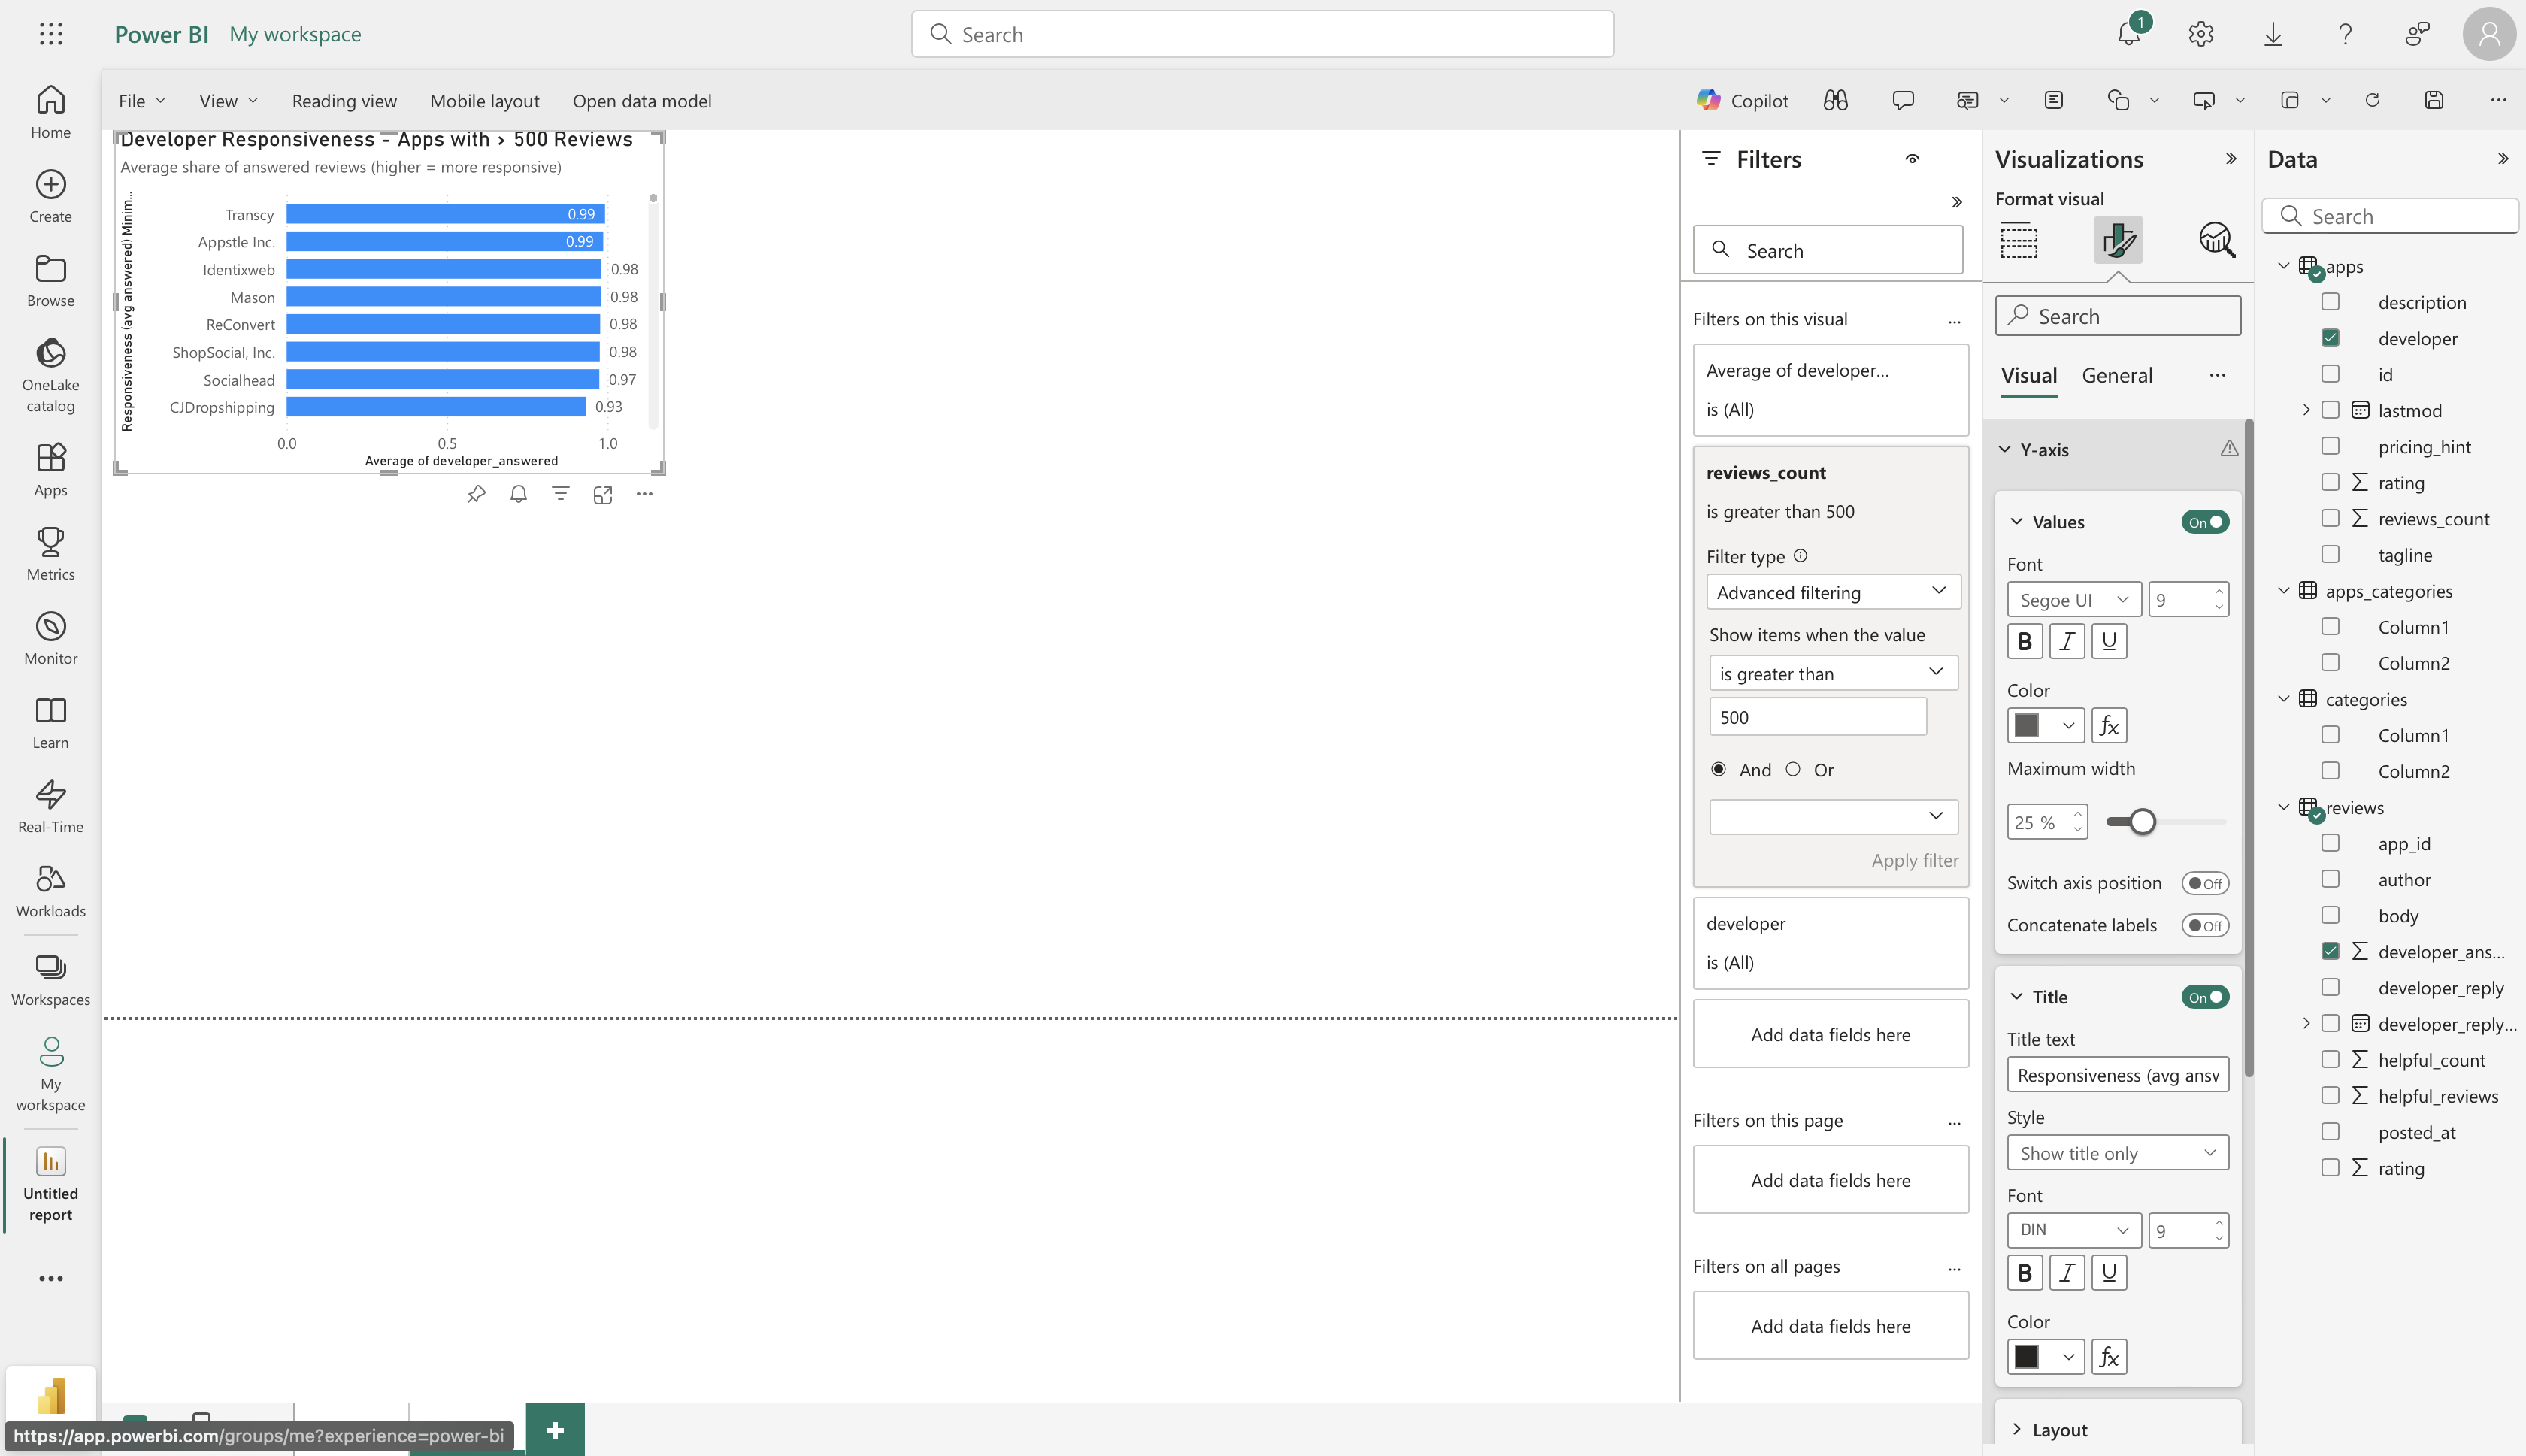 Power BI My workspace
Search
1
File View Reading view Mobile layout Open data model
Copilot
Home
Create
Browse
OneLake
catalog
Apps
Metrics
Monitor
Learn
Real-Time
Workloads
Workspaces
My
workspace
Untitled
report
Developer Responsiveness - Apps with > 500 Reviews
Average share of answered reviews (higher = more responsive)
Responsiveness (avg answered) Minim...
Transcy 0.99
Appstle Inc. 0.99
Identixweb 0.98
Mason 0.98
ReConvert 0.98
ShopSocial, Inc. 0.98
Socialhead 0.97
CJDropshipping 0.93
0.0 0.5 1.0
Average of developer_answered
Filters
Search
Filters on this visual ...
Average of developer...
is (All)
reviews_count
is greater than 500
Filter type
Advanced filtering
Show items when the value
is greater than
500
And Or
Apply filter
developer
is (All)
Add data fields here
Filters on this page ...
Add data fields here
Filters on all pages ...
Add data fields here
Visualizations
Format visual
Search
Visual General ...
Y-axis
Values On
Font
Segoe UI 9
B I U
Color
fx
Maximum width
25 %
Switch axis position Off
Concatenate labels Off
Title On
Title text
Responsiveness (avg answ
Style
Show title only
Font
DIN 9
B I U
Color
fx
Layout
Data
Search
apps
description
developer
id
lastmod
pricing_hint
rating
reviews_count
tagline
apps_categories
Column1
Column2
categories
Column1
Column2
reviews
app_id
author
body
developer_ans...
developer_reply
developer_reply...
helpful_count
helpful_reviews
posted_at
rating
https://app.powerbi.com/groups/me?experience=power-bi